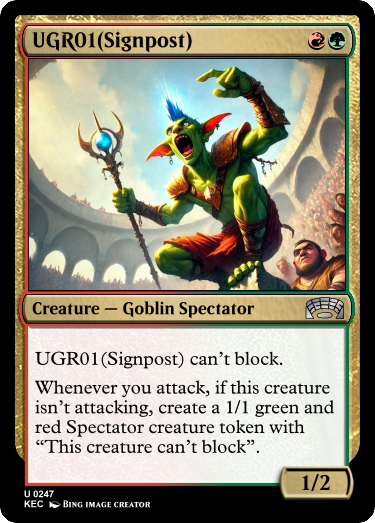 UGR01(Signpost)
Creature — Goblin Spectator
UGR01(Signpost) can't block.
Whenever you attack, if this creature
isn't attacking, create a 1/1 green and
red Spectator creature token with
“This creature can't block”.
1/2
U 0247
KEC Bing image creator